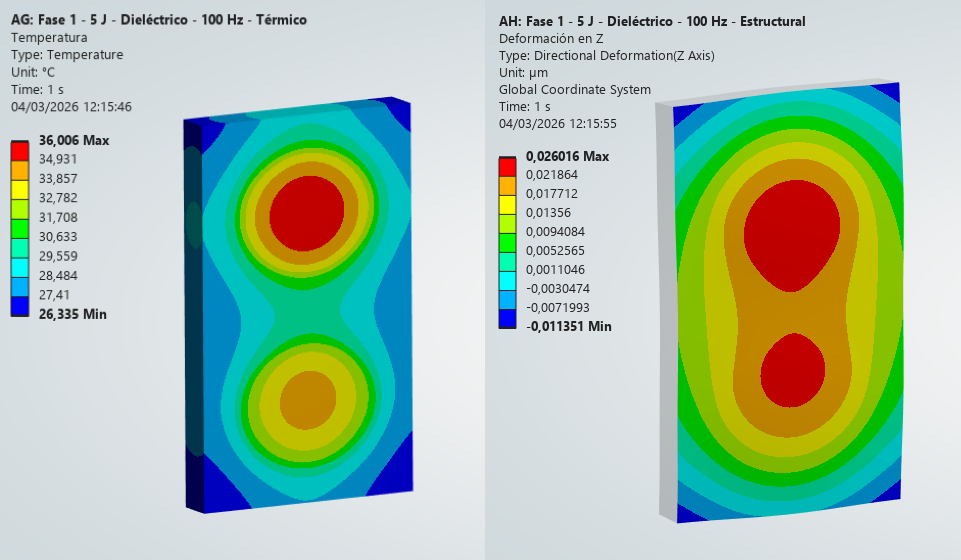 AG: Fase 1 - 5 J - Dieléctrico - 100 Hz - Térmico
Temperatura
Type: Temperature
Unit: °C
Time: 1 s
04/03/2026 12:15:46
36,006 Max
34,931
33,857
32,782
31,708
30,633
29,559
28,484
27,41
26,335 Min
AH: Fase 1 - 5 J - Dieléctrico - 100 Hz - Estructural
Deformación en Z
Type: Directional Deformation(Z Axis)
Unit: µm
Global Coordinate System
Time: 1 s
04/03/2026 12:15:55
0,026016 Max
0,021864
0,017712
0,01356
0,0094084
0,0052565
0,0011046
-0,0030474
-0,0071993
-0,011351 Min